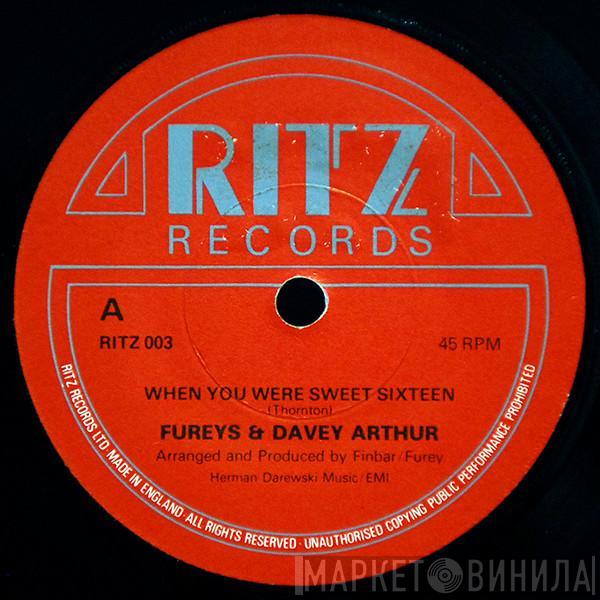 RITZ
RECORDS
A
RITZ 003
45 RPM
WHEN YOU WERE SWEET SIXTEEN
(Thornton)
FUREYS & DAVEY ARTHUR
Arranged and Produced by Finbar/Furey
Herman Darewski Music/EMI
RITZ RECORDS LTD. MADE IN ENGLAND · ALL RIGHTS RESERVED · UNAUTHORISED COPYING PUBLIC PERFORMANCE PROHIBITED
МАРКЕТ ВИНИЛА